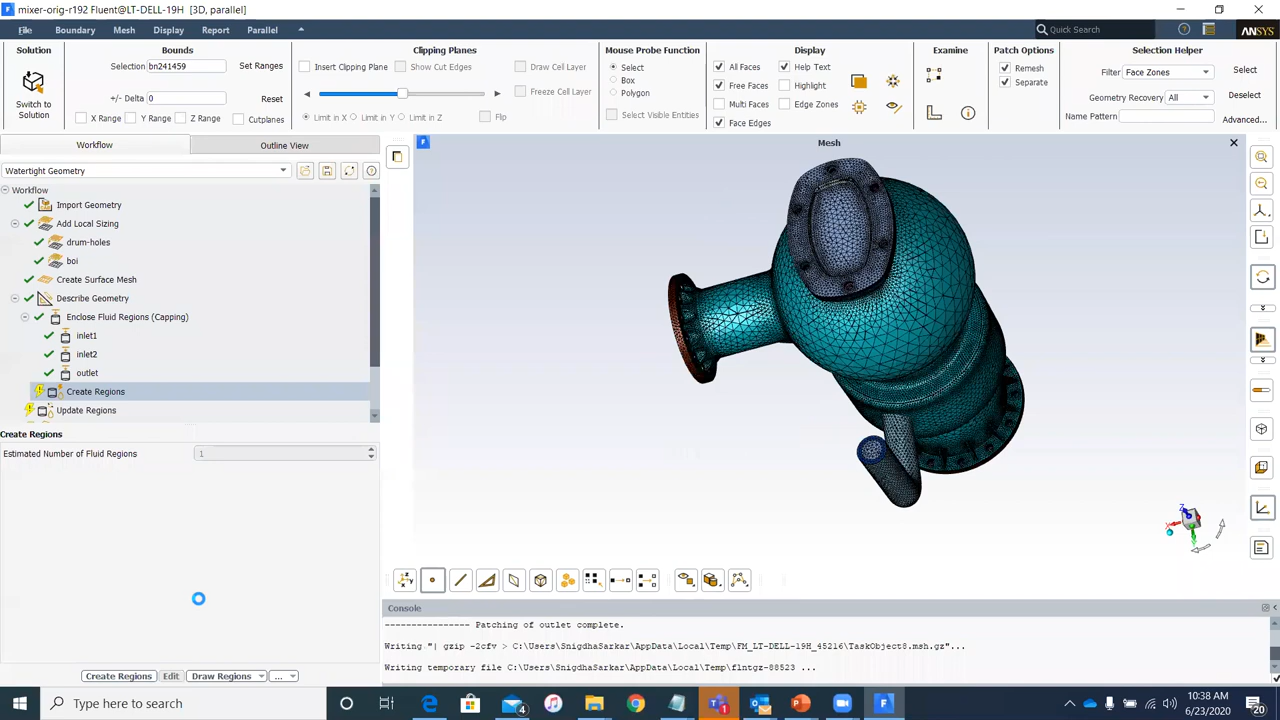 mixer-orig-r192 Fluent@LT-DELL-19H [3D, parallel]
File Boundary Mesh Display Report Parallel
Quick Search
ANSYS
Solution
Bounds
Clipping Planes
Mouse Probe Function
Display
Examine
Patch Options
Selection Helper
Switch to
Solution
Selection bn241459 Set Ranges
+/- Delta 0 Reset
X Range Y Range Z Range Cutplanes
Insert Clipping Plane Show Cut Edges Draw Cell Layer
Freeze Cell Layer
Limit in X Limit in Y Limit in Z Flip
Select
Box
Polygon
Select Visible Entities
All Faces Help Text
Free Faces Highlight
Multi Faces Edge Zones
Face Edges
Remesh
Separate
Filter Face Zones Select
Geometry Recovery All Deselect
Name Pattern Advanced...
Workflow Outline View
Watertight Geometry
Workflow
Import Geometry
Add Local Sizing
drum-holes
boi
Create Surface Mesh
Describe Geometry
Enclose Fluid Regions (Capping)
inlet1
inlet2
outlet
Create Regions
Update Regions
Create Regions
Estimated Number of Fluid Regions 1
Create Regions Edit Draw Regions ...
Mesh
Z
X
Console
---------------- Patching of outlet complete.
Writing "| gzip -2cfv > C:\Users\SnigdhaSarkar\AppData\Local\Temp\FM_LT-DELL-19H_45216\TaskObject8.msh.gz"...
Writing temporary file C:\Users\SnigdhaSarkar\AppData\Local\Temp\flntgz-88523 ...
Type here to search
4
1
10:38 AM
6/23/2020
20